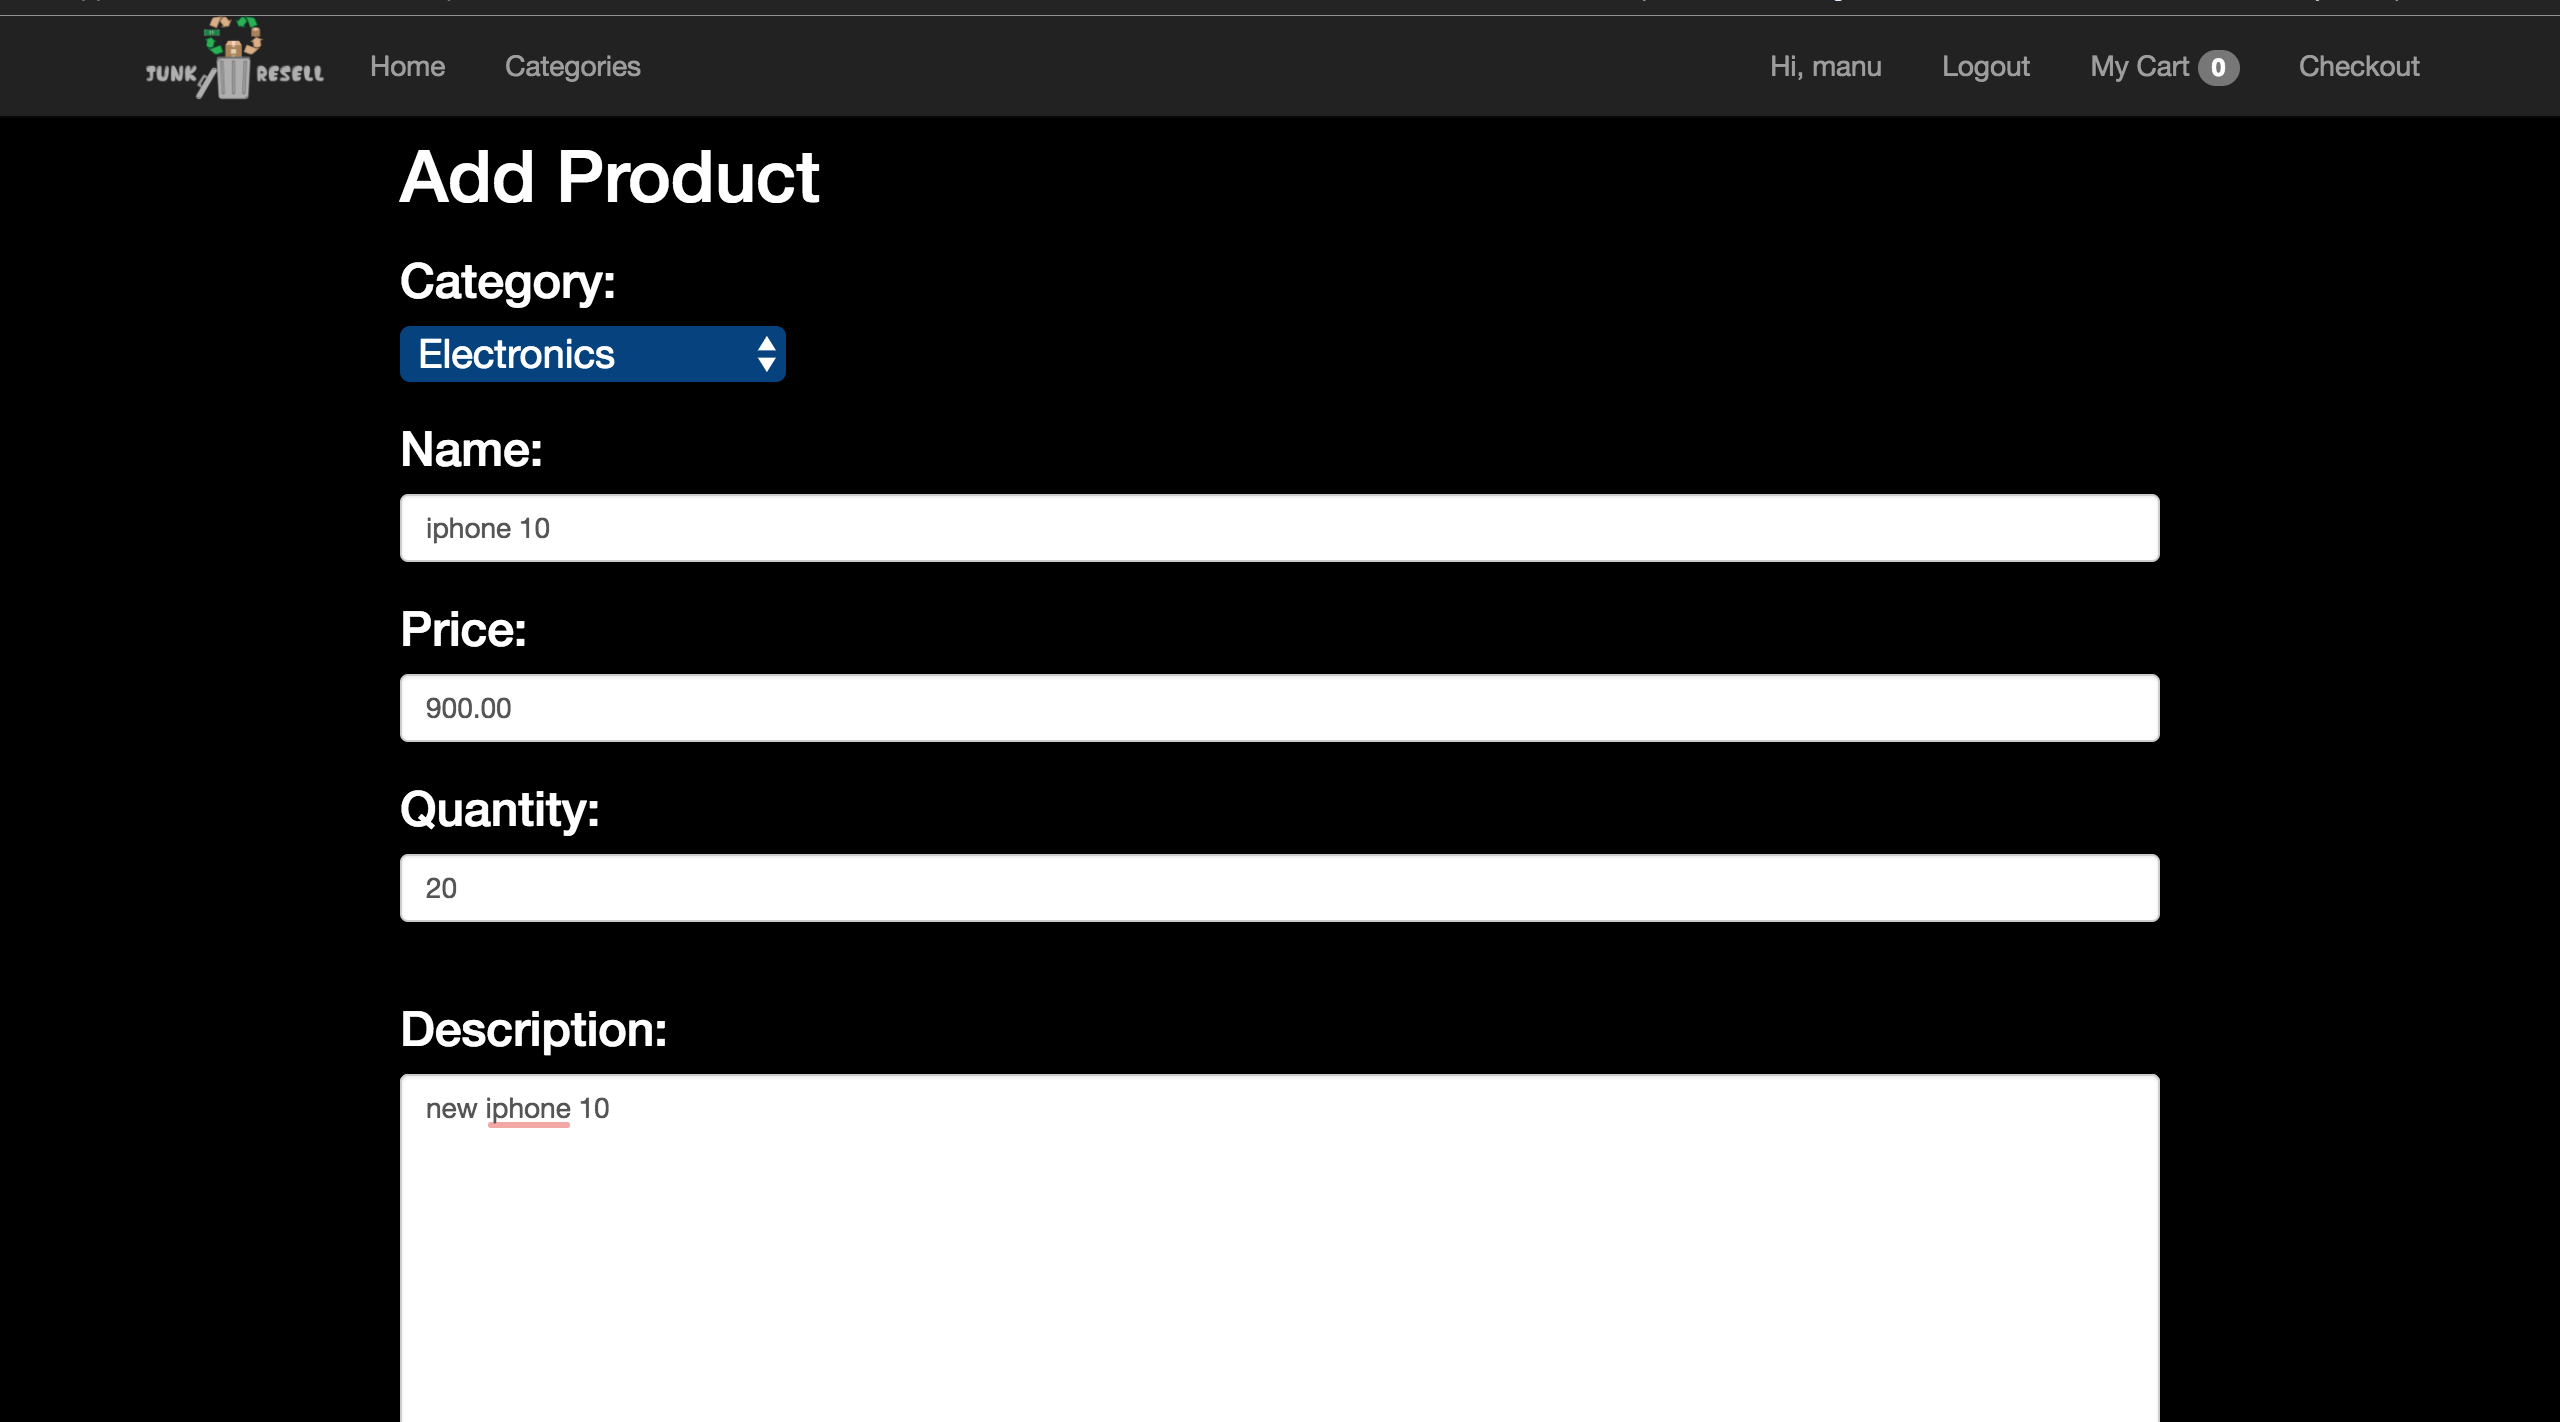 JUNK RESELL Home Categories Hi, manu Logout My Cart 0 Checkout
Add Product
Category:
Electronics
Name:
iphone 10
Price:
900.00
Quantity:
20
Description:
new iphone 10